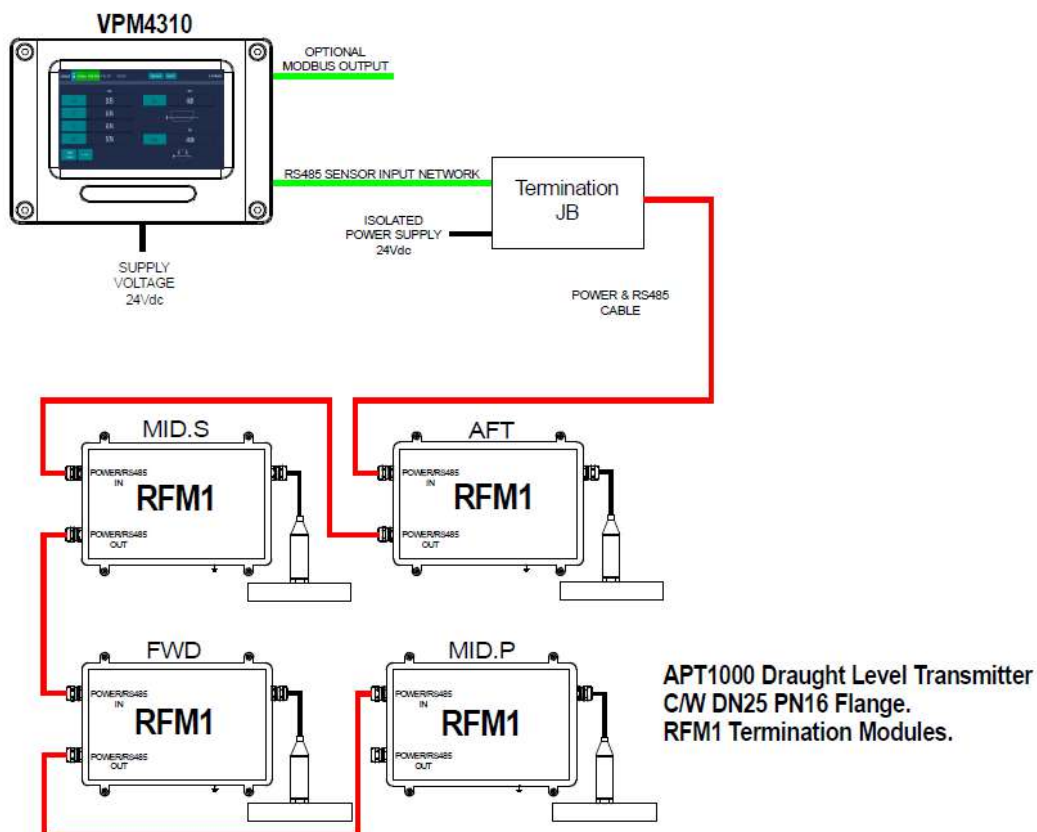 VPM4310
OPTIONAL
MODBUS OUTPUT
RS485 SENSOR INPUT NETWORK
Termination
JB
ISOLATED
POWER SUPPLY
24Vdc
SUPPLY
VOLTAGE
24Vdc
POWER & RS485
CABLE
MID.S
POWER/RS485
IN
RFM1
POWER/RS485
OUT
AFT
POWER/RS485
IN
RFM1
POWER/RS485
OUT
FWD
POWER/RS485
IN
RFM1
POWER/RS485
OUT
MID.P
POWER/RS485
IN
RFM1
POWER/RS485
OUT
APT1000 Draught Level Transmitter
C/W DN25 PN16 Flange.
RFM1 Termination Modules.